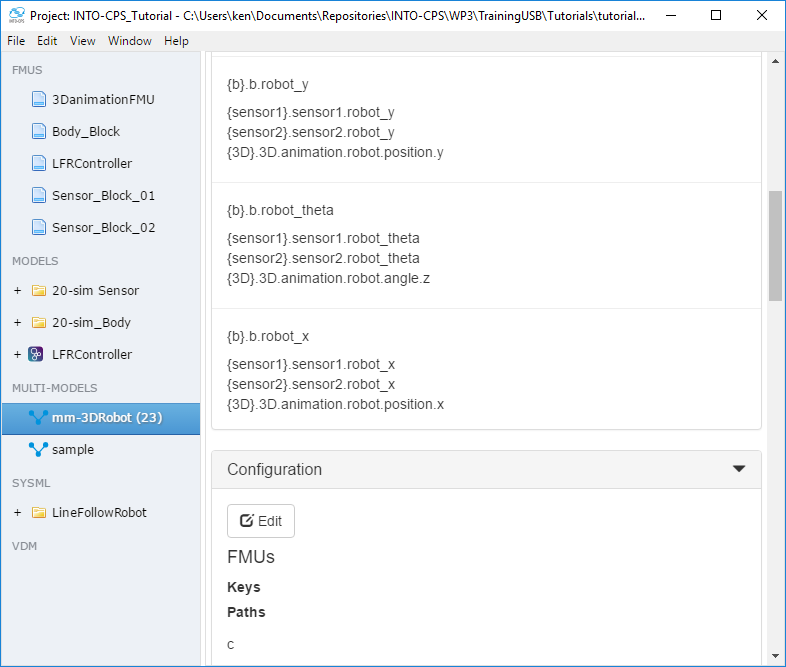 Project: INTO-CPS_Tutorial - C:\Users\ken\Documents\Repositories\INTO-CPS\WP3\TrainingUSB\Tutorials\tutorial...
File Edit View Window Help
FMUS
3DanimationFMU
Body_Block
LFRController
Sensor_Block_01
Sensor_Block_02
MODELS
+ 20-sim Sensor
+ 20-sim_Body
+ LFRController
MULTI-MODELS
mm-3DRobot (23)
sample
SYSML
+ LineFollowRobot
VDM
{b}.b.robot_y
{sensor1}.sensor1.robot_y
{sensor2}.sensor2.robot_y
{3D}.3D.animation.robot.position.y
{b}.b.robot_theta
{sensor1}.sensor1.robot_theta
{sensor2}.sensor2.robot_theta
{3D}.3D.animation.robot.angle.z
{b}.b.robot_x
{sensor1}.sensor1.robot_x
{sensor2}.sensor2.robot_x
{3D}.3D.animation.robot.position.x
Configuration
Edit
FMUs
Keys
Paths
c